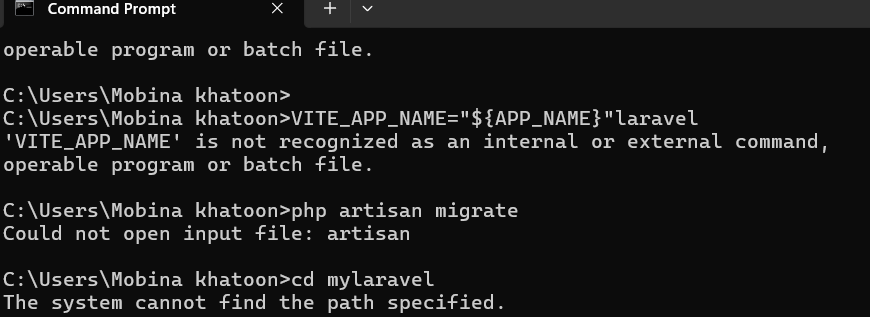 Command Prompt
operable program or batch file.
C:\Users\Mobina khatoon>
C:\Users\Mobina khatoon>VITE_APP_NAME="${APP_NAME}"laravel
'VITE_APP_NAME' is not recognized as an internal or external command,
operable program or batch file.
C:\Users\Mobina khatoon>php artisan migrate
Could not open input file: artisan
C:\Users\Mobina khatoon>cd mylaravel
The system cannot find the path specified.